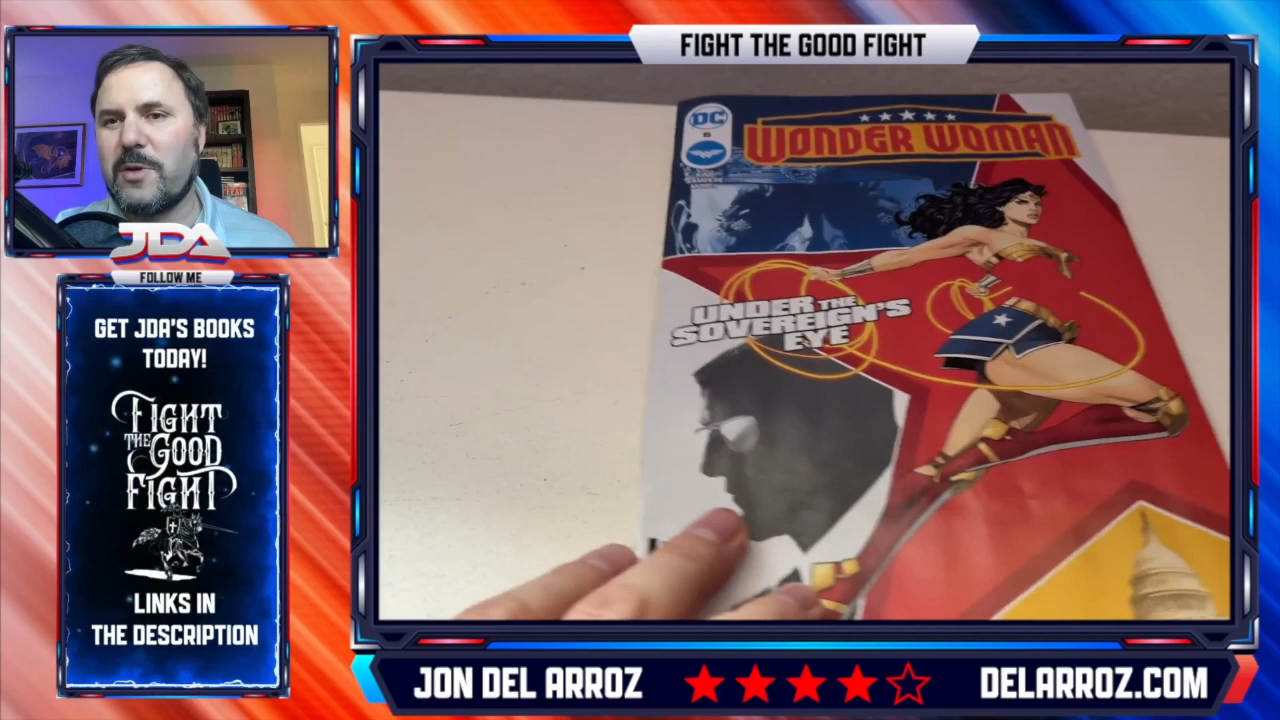 FIGHT THE GOOD FIGHT
JDA
FOLLOW ME
GET JDA'S BOOKS
TODAY!
FIGHT
THE GOOD
FIGHT
LINKS IN
THE DESCRIPTION
DC
5
WONDER WOMAN
UNDER THE
SOVEREIGN'S
EYE
JON DEL ARROZ
DELARROZ.COM